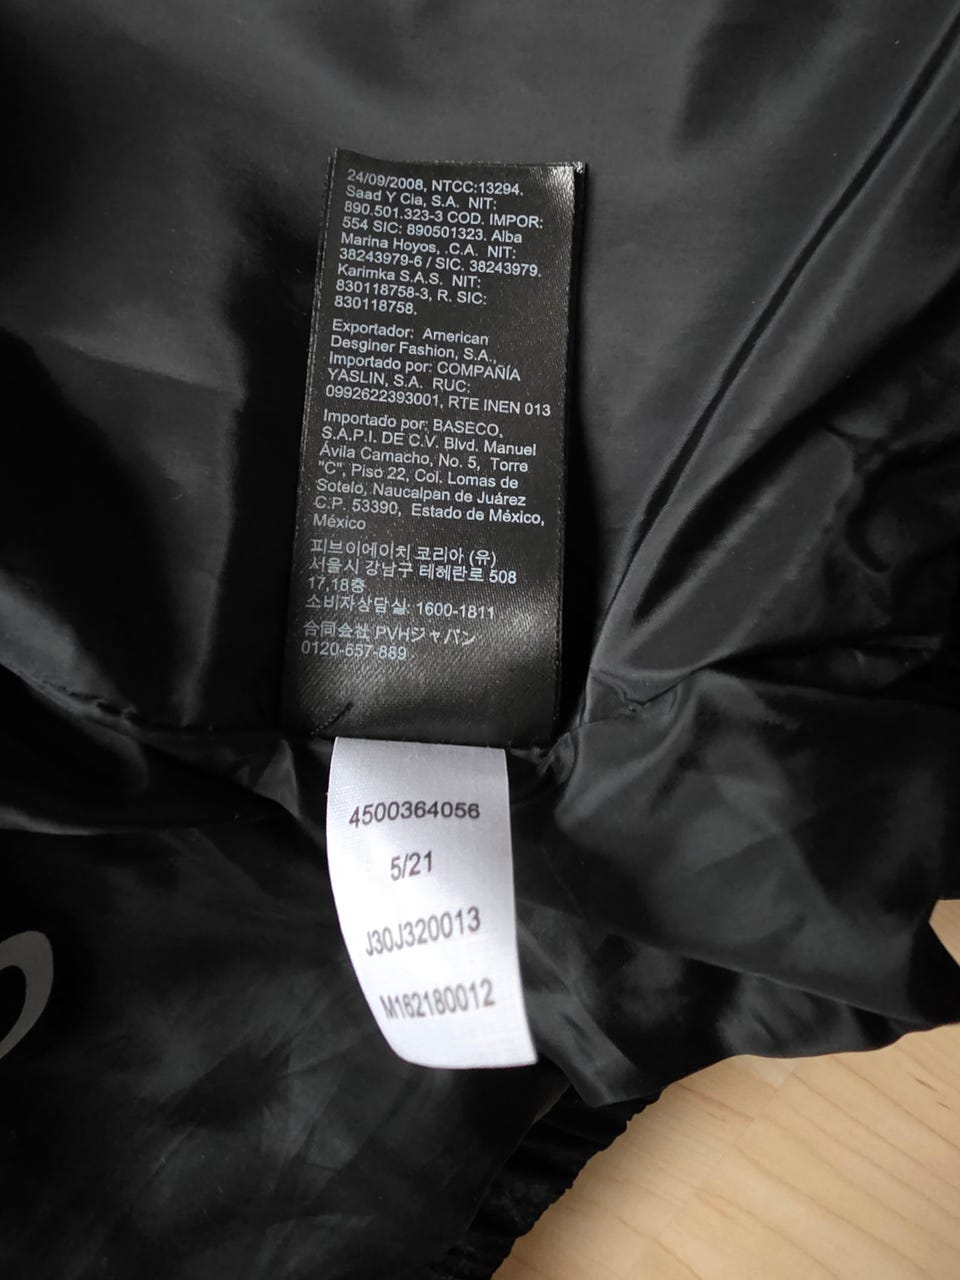 24/09/2008, NTCC:13294.
Saad Y Cia, S.A. NIT:
890.501.323-3 COD. IMPOR:
554 SIC: 890501323. Alba
Marina Hoyos, .C.A. NIT:
38243979-6 / SIC. 38243979.
Karimka S.A.S. NIT:
830118758-3, R. SIC:
830118758.
Exportador: American
Desginer Fashion, S.A.,
Importado por: COMPAÑÍA
YASLIN, S.A. RUC:
0992622393001, RTE INEN 013
Importado por: BASECO,
S.A.P.I. DE C.V. Blvd. Manuel
Ávila Camacho, No. 5, Torre
"C", Piso 22, Col. Lomas de
Sotelo, Naucalpan de Juárez
C.P. 53390, Estado de México,
México
피브이에이치 코리아 (유)
서울시 강남구 테헤란로 508
17,18층
소비자상담실: 1600-1811
合同会社 PVHジャパン
0120-657-889
4500364056
5/21
J30J320013
M162180012